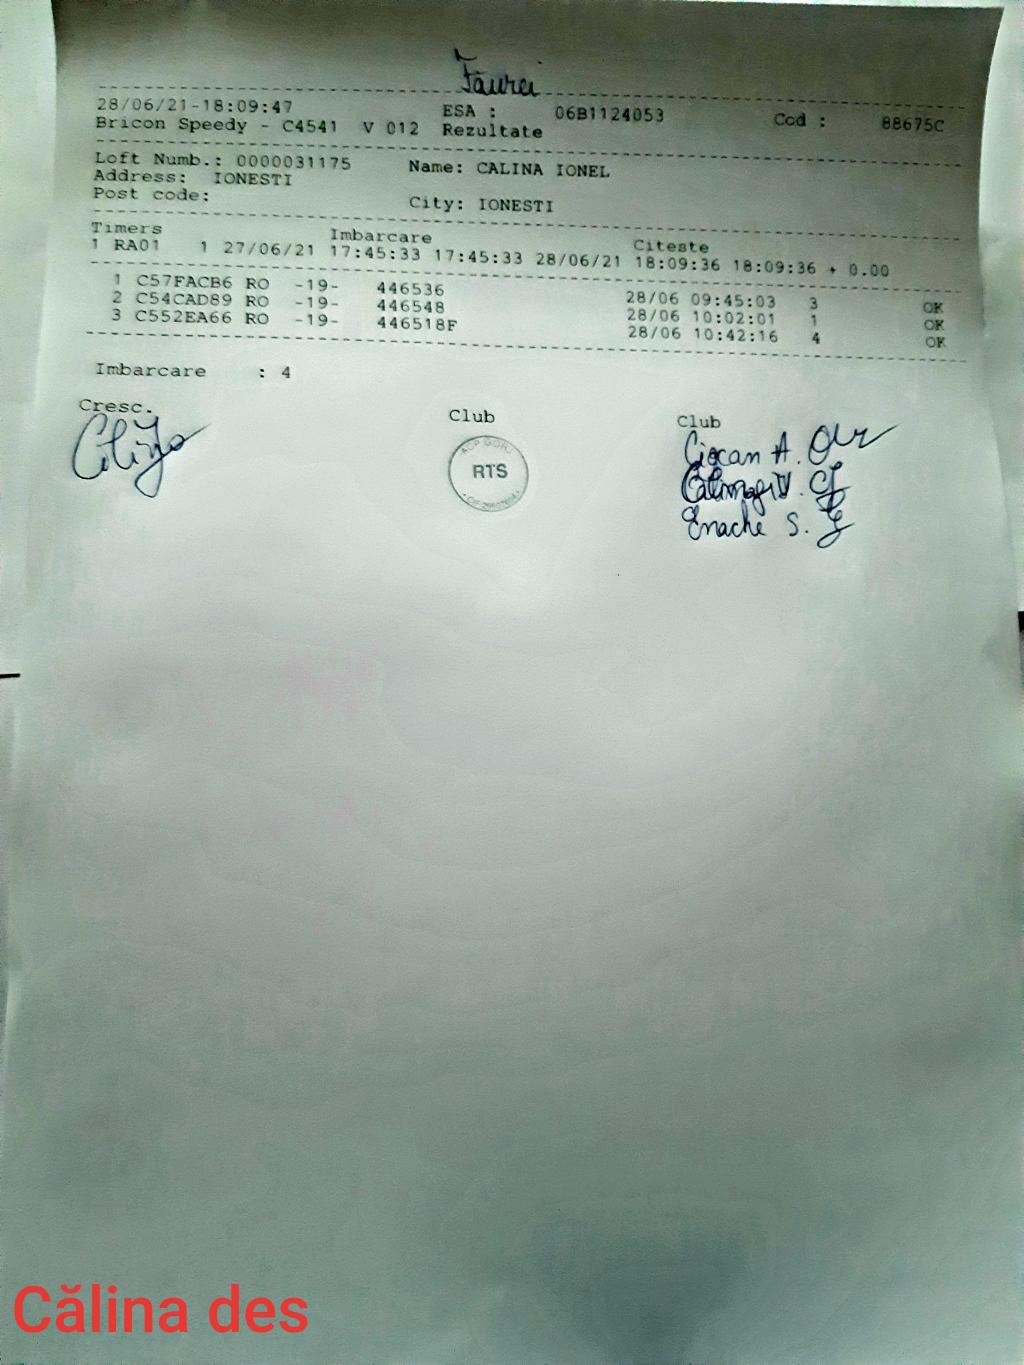 Făurei
28/06/21-18:09:47 ESA : 06B1124053 Cod : 88675C
Bricon Speedy - C4541 V 012 Rezultate
Loft Numb.: 0000031175 Name: CALINA IONEL
Address: IONESTI
Post code: City: IONESTI
Timers Imbarcare Citeste
1 RA01 1 27/06/21 17:45:33 17:45:33 28/06/21 18:09:36 18:09:36 + 0.00
1 C57FACB6 RO -19- 446536 28/06 09:45:03 3 OK
2 C54CAD89 RO -19- 446548 28/06 10:02:01 1 OK
3 C552EA66 RO -19- 446518F 28/06 10:42:16 4 OK
Imbarcare : 4
Cresc. Club Club
ACP GORJ
RTS
Ciocan A.
Enache S.
Călina des